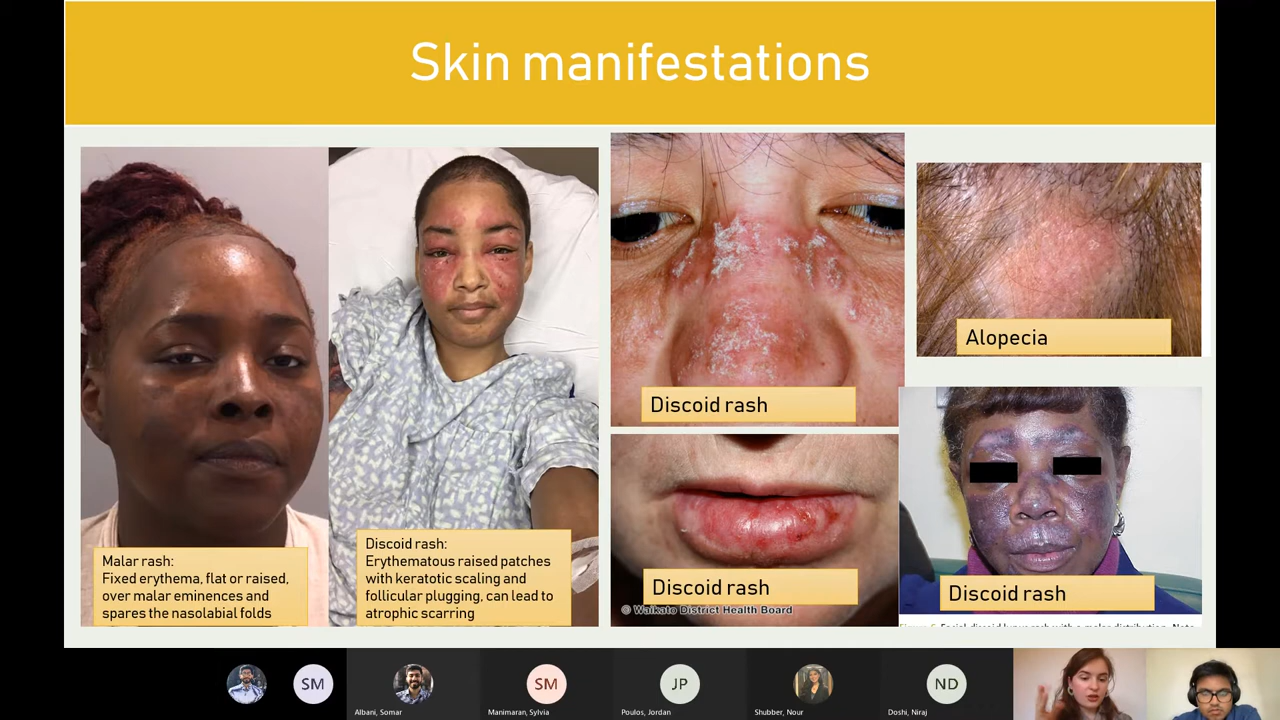 Skin manifestations
Malar rash:
Fixed erythema, flat or raised,
over malar eminences and
spares the nasolabial folds
Discoid rash:
Erythematous raised patches
with keratotic scaling and
follicular plugging, can lead to
atrophic scarring
Discoid rash
Discoid rash
@ Waikato District Health Board
Alopecia
Discoid rash
SM
Albani, Somar
SM
Manimaran, Sylvia
JP
Poulos, Jordan
Shubber, Nour
ND
Doshi, Niraj